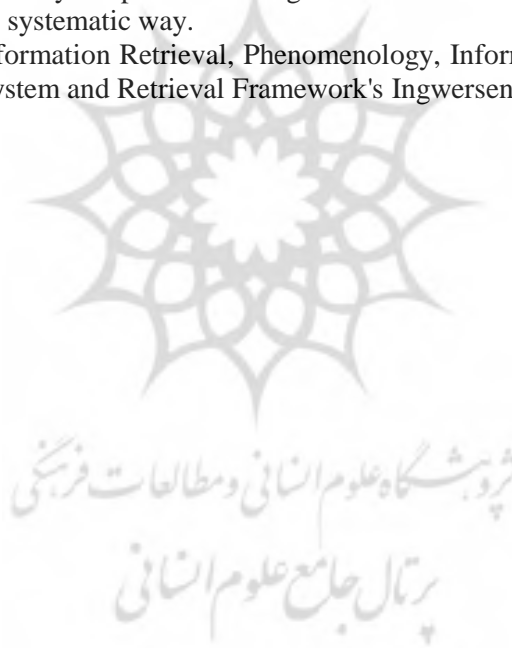 systematic way.
formation Retrieval, Phenomenology, Inform
ystem and Retrieval Framework's Ingwersen
پژوهشگاه علوم انسانی و مطالعات فرهنگی
پرتال جامع علوم انسانی